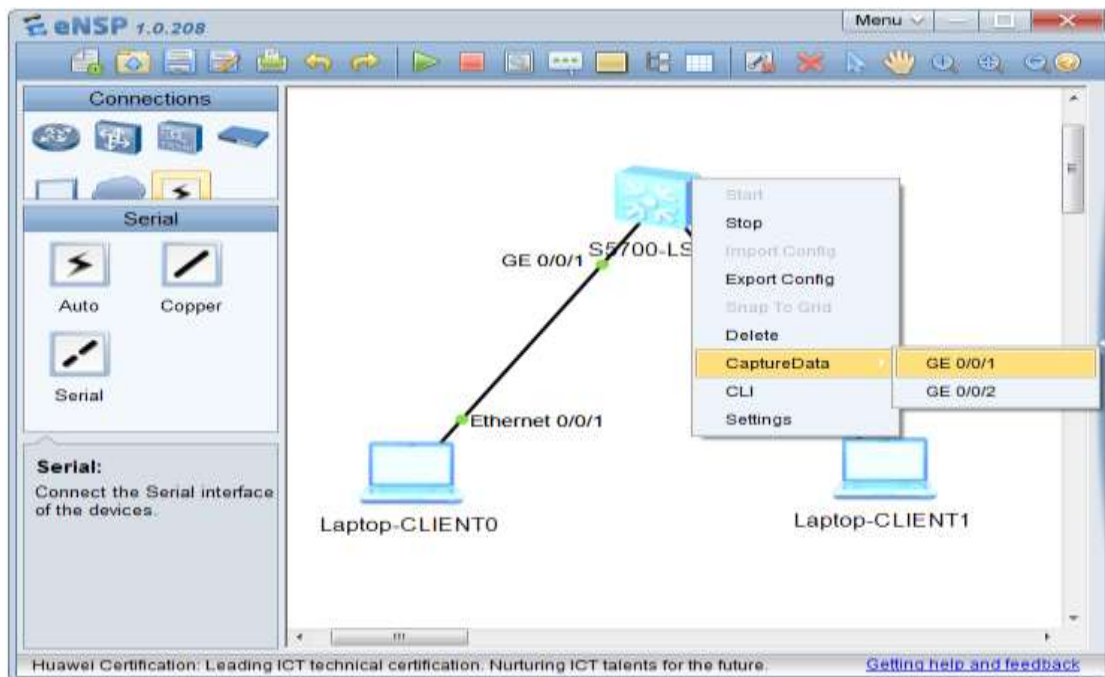 eNSP 1.0.208
Menu
Connections
Serial
Auto
Copper
Serial
Serial:
Connect the Serial interface
of the devices.
S5700-LS
GE 0/0/1
Ethernet 0/0/1
Laptop-CLIENT0
Laptop-CLIENT1
Start
Stop
Import Config
Export Config
Snap To Grid
Delete
CaptureData
CLI
Settings
GE 0/0/1
GE 0/0/2
Huawei Certification: Leading ICT technical certification. Nurturing ICT talents for the future.
Getting help and feedback